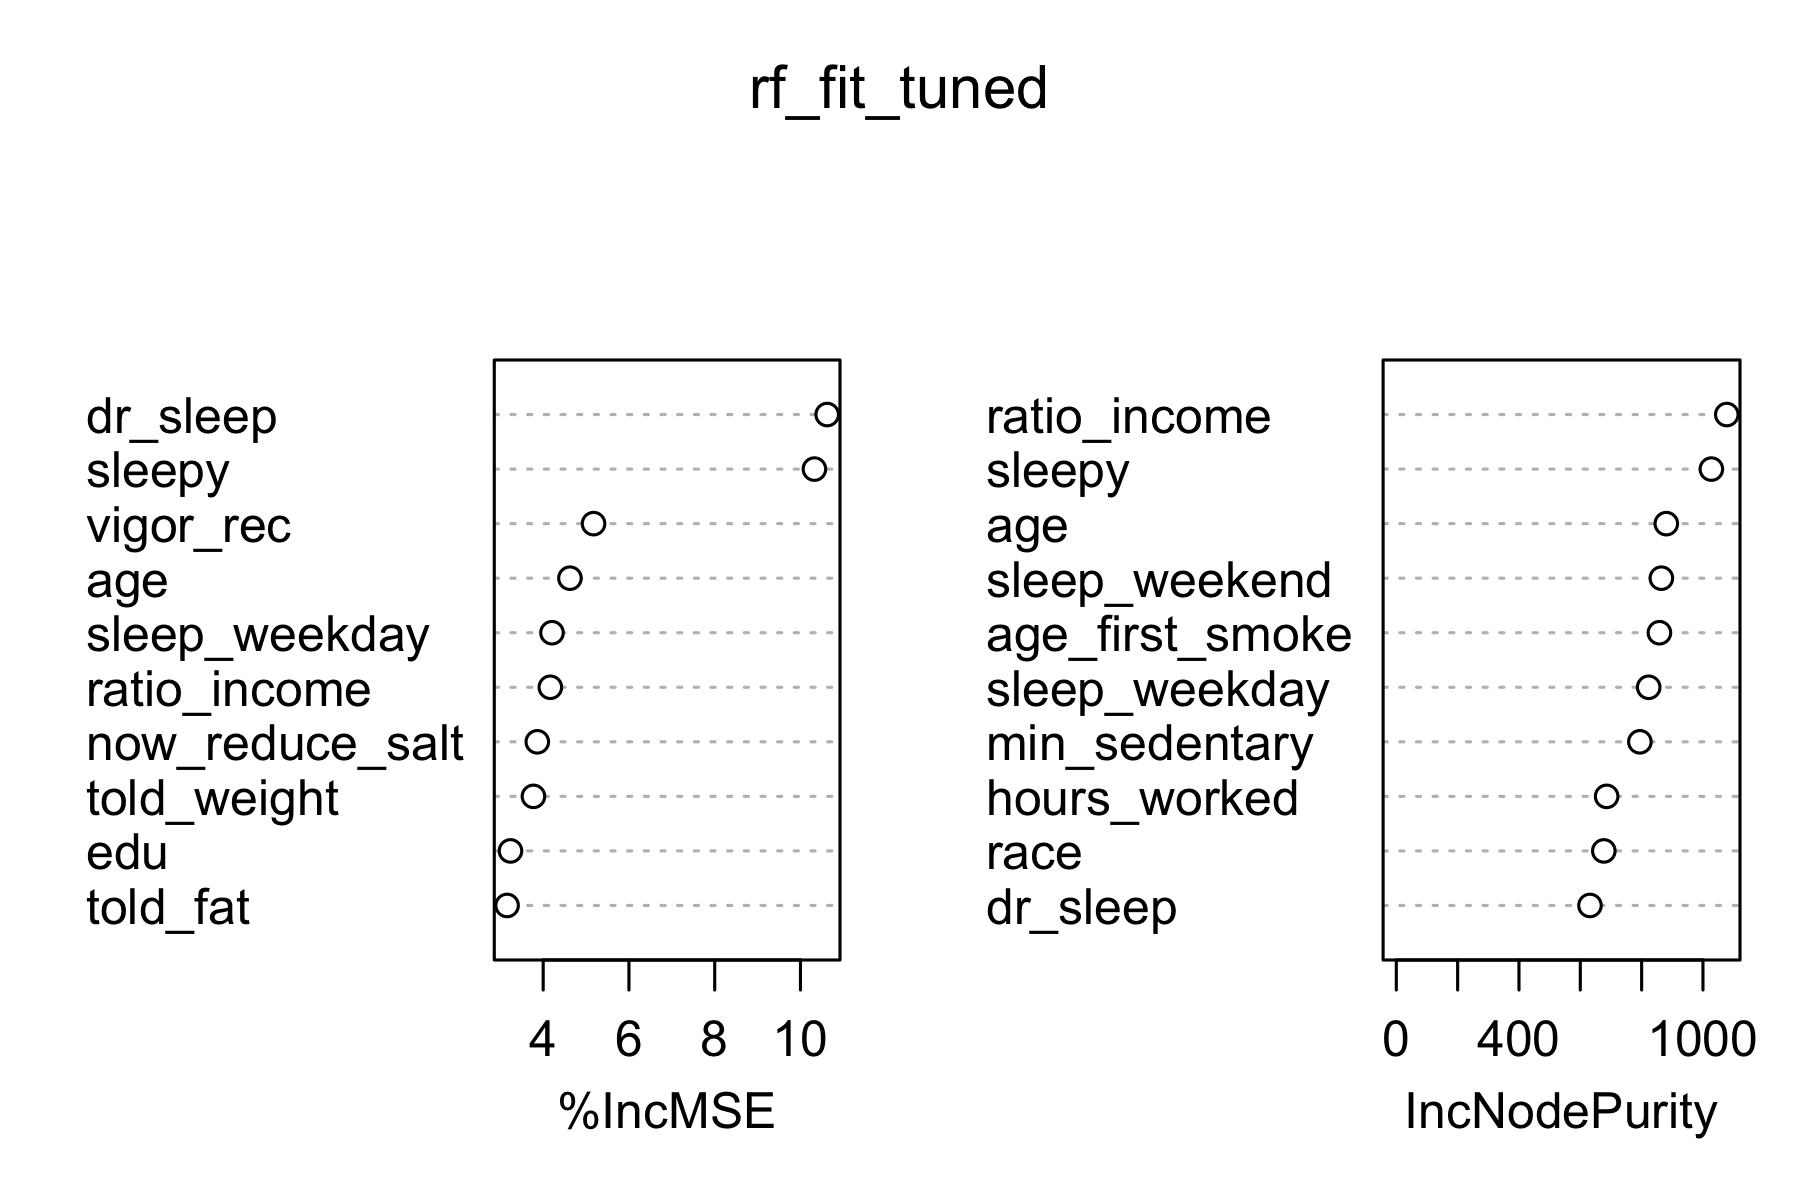 rf_fit_tuned
dr_sleep
sleepy
vigor_rec
age
sleep_weekday
ratio_income
now_reduce_salt
told_weight
edu
told_fat
4 6 8 10
%IncMSE
ratio_income
sleepy
age
sleep_weekend
age_first_smoke
sleep_weekday
min_sedentary
hours_worked
race
dr_sleep
0 400 1000
IncNodePurity